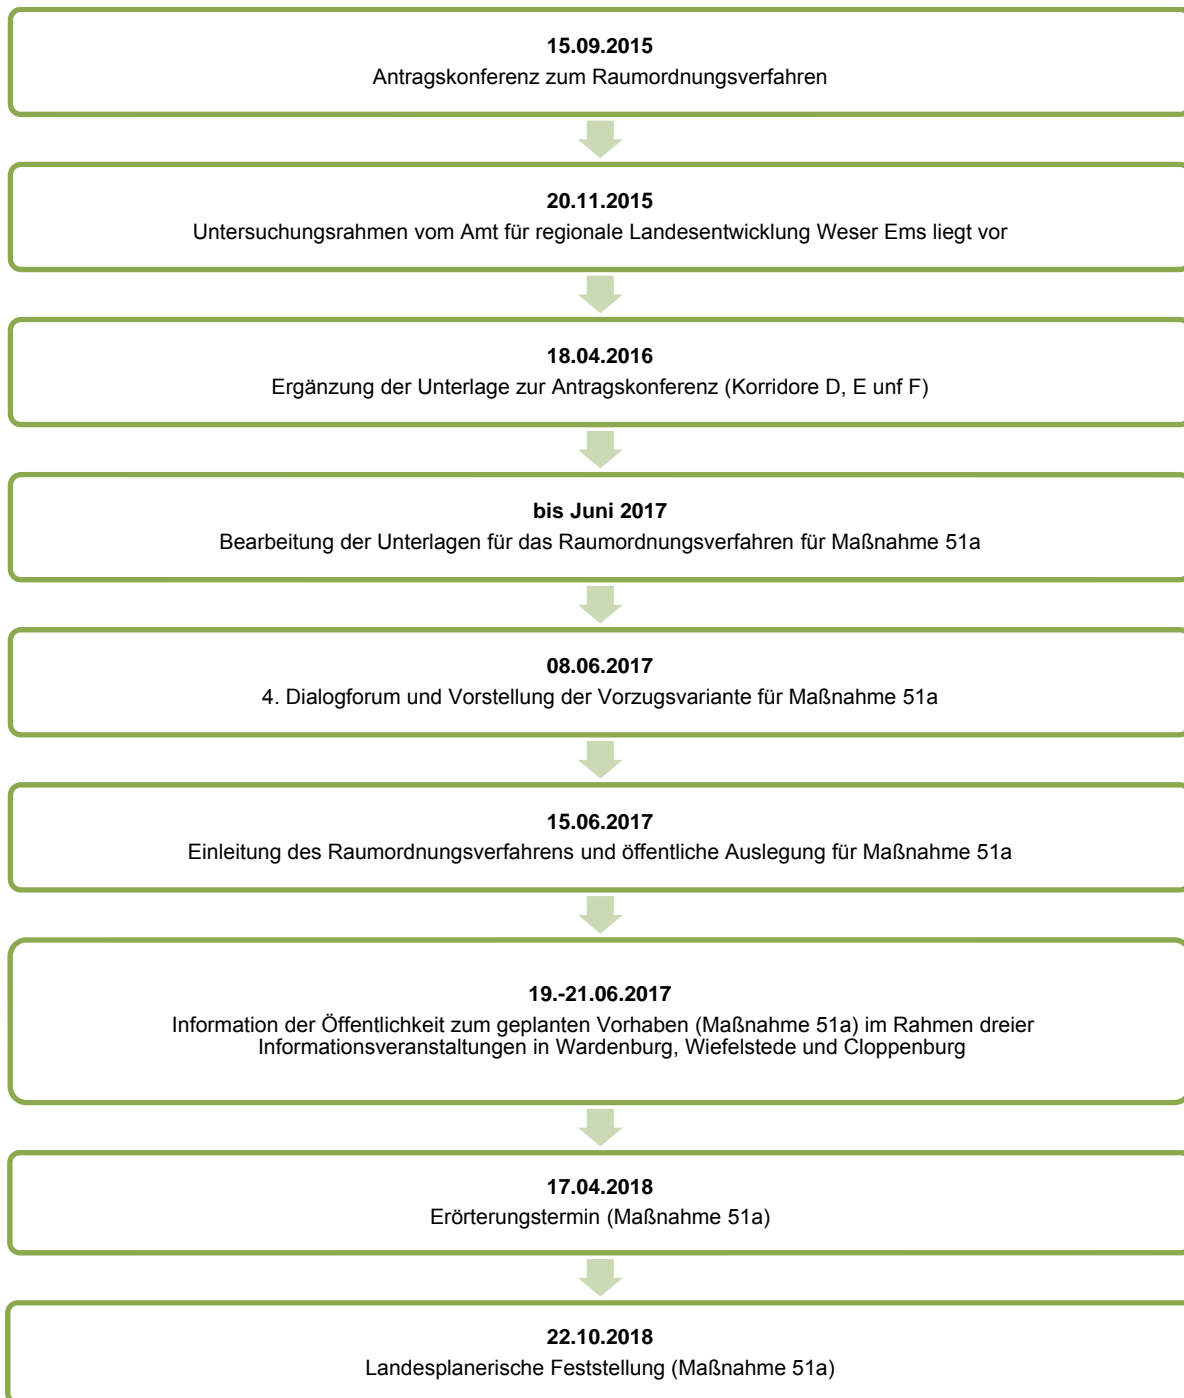 15.09.2015
Antragskonferenz zum Raumordnungsverfahren
20.11.2015
Untersuchungsrahmen vom Amt für regionale Landesentwicklung Weser Ems liegt vor
18.04.2016
Ergänzung der Unterlage zur Antragskonferenz (Korridore D, E unf F)
bis Juni 2017
Bearbeitung der Unterlagen für das Raumordnungsverfahren für Maßnahme 51a
08.06.2017
4. Dialogforum und Vorstellung der Vorzugsvariante für Maßnahme 51a
15.06.2017
Einleitung des Raumordnungsverfahrens und öffentliche Auslegung für Maßnahme 51a
19.-21.06.2017
Information der Öffentlichkeit zum geplanten Vorhaben (Maßnahme 51a) im Rahmen dreier
Informationsveranstaltungen in Wardenburg, Wiefelstede und Cloppenburg
17.04.2018
Erörterungstermin (Maßnahme 51a)
22.10.2018
Landesplanerische Feststellung (Maßnahme 51a)